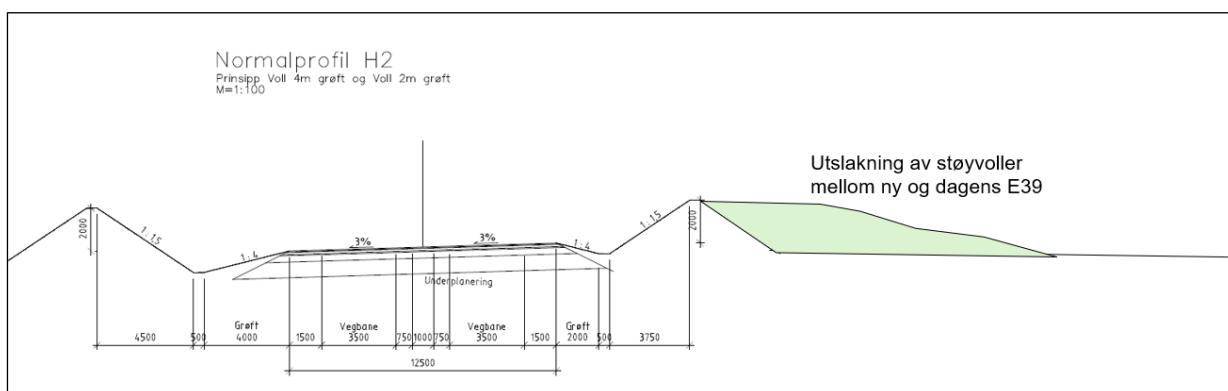 Normalprofil H2
Prinsipp Voll 4m grøft og Voll 2m grøft
M=1:100
Utslakning av støyvoller
mellom ny og dagens E39
2000
1:1.5
1:4
3%
3%
1:4
1:1.5
2000
Underplanering
Grøft
Vegbane
Vegbane
Grøft
4500
500
4000
1500
3500
750
1000
750
3500
1500
2000
500
3750
12500